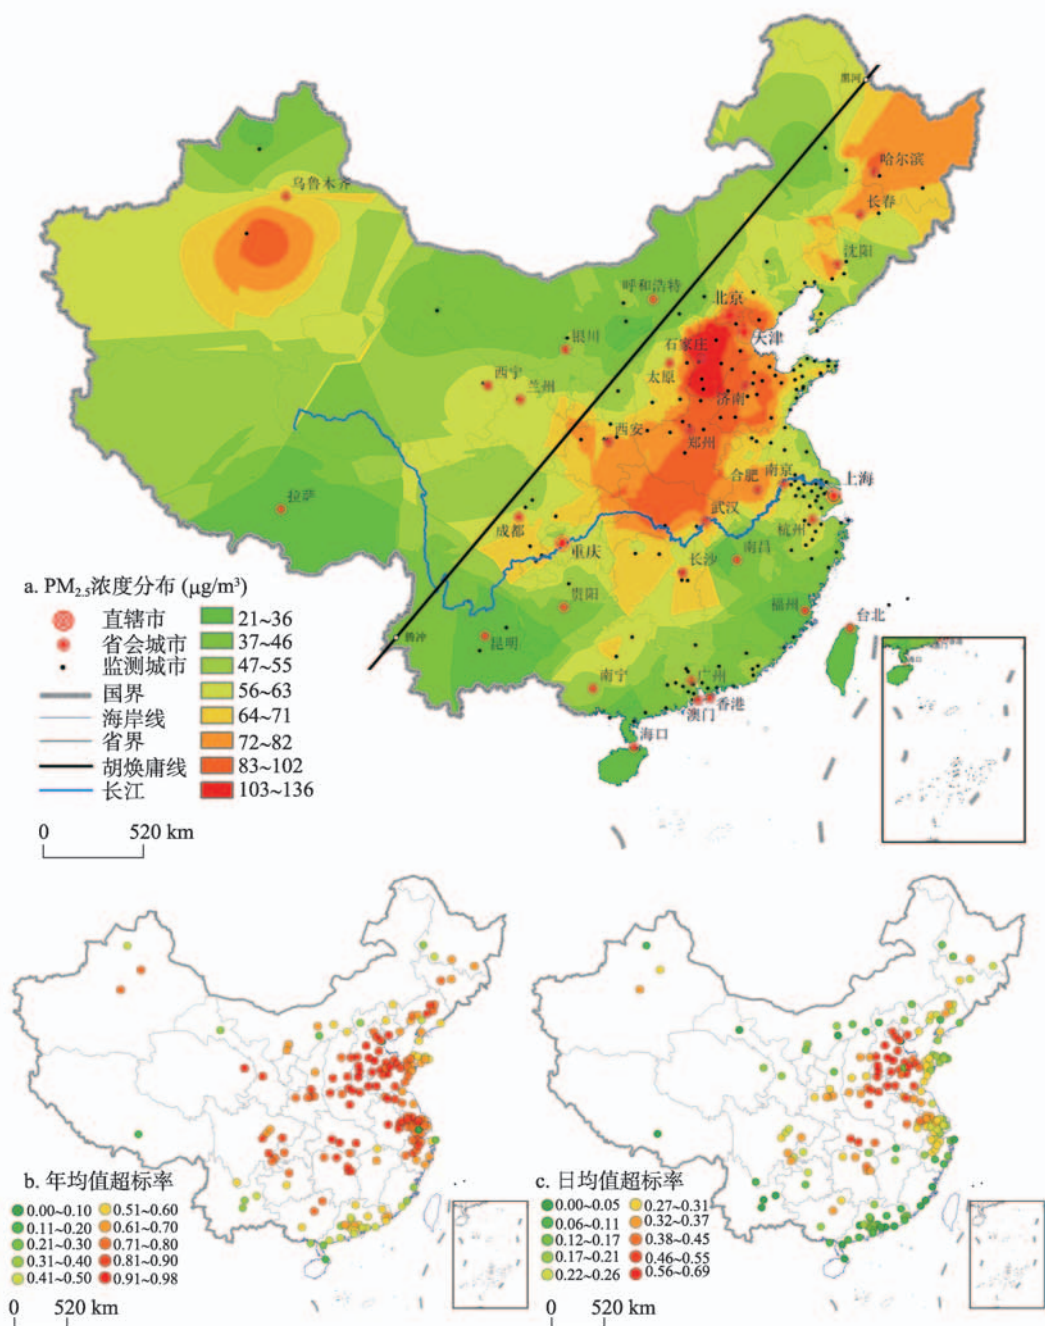 黑河
哈尔滨
长春
乌鲁木齐
沈阳
呼和浩特
北京
银川
天津
石家庄
西宁
太原
兰州
济南
西安
郑州
合肥
南京
上海
拉萨
成都
武汉
杭州
重庆
南昌
长沙
贵阳
福州
台北
腾冲
昆明
南宁
广州
香港
澳门
海口
海口
a. PM2.5浓度分布 (μg/m³)
直辖市
省会城市
监测城市
国界
海岸线
省界
胡焕庸线
长江
21~36
37~46
47~55
56~63
64~71
72~82
83~102
103~136
0 520 km
b. 年均值超标率
0.00~0.10 0.51~0.60
0.11~0.20 0.61~0.70
0.21~0.30 0.71~0.80
0.31~0.40 0.81~0.90
0.41~0.50 0.91~0.98
0 520 km
c. 日均值超标率
0.00~0.05 0.27~0.31
0.06~0.11 0.32~0.37
0.12~0.17 0.38~0.45
0.17~0.21 0.46~0.55
0.22~0.26 0.56~0.69
0 520 km